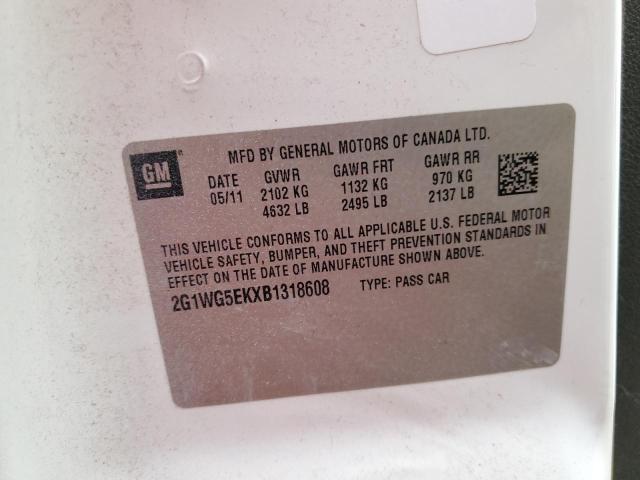 GM
MFD BY GENERAL MOTORS OF CANADA LTD.
DATE GVWR GAWR FRT GAWR RR
05/11 2102 KG 1132 KG 970 KG
4632 LB 2495 LB 2137 LB
THIS VEHICLE CONFORMS TO ALL APPLICABLE U.S. FEDERAL MOTOR
VEHICLE SAFETY, BUMPER, AND THEFT PREVENTION STANDARDS IN
EFFECT ON THE DATE OF MANUFACTURE SHOWN ABOVE.
2G1WG5EKXB1318608 TYPE: PASS CAR